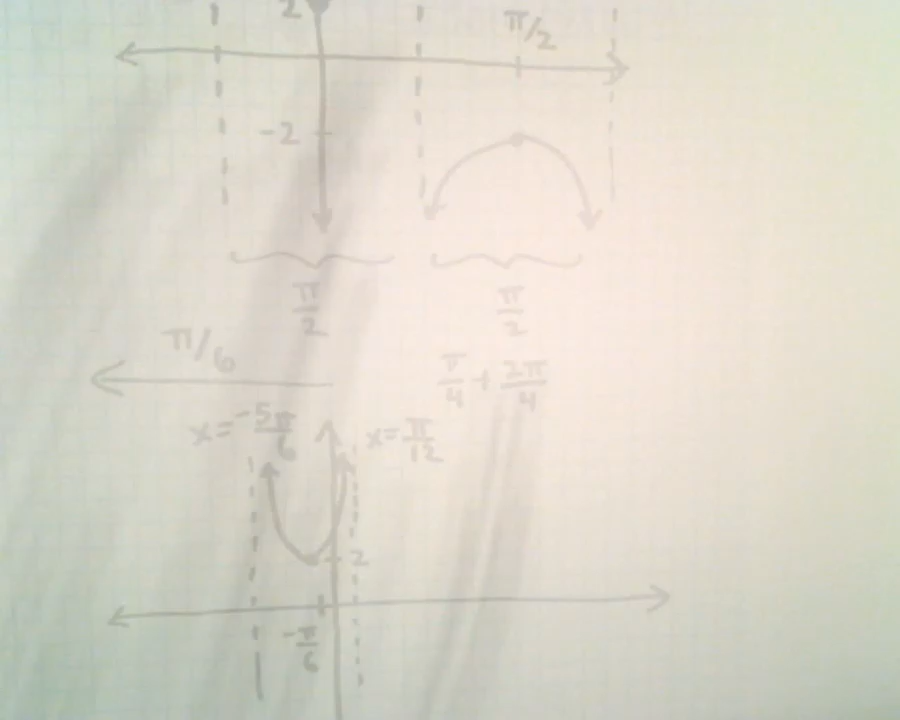 2
π/2
-2
π/2 π/2
π/6
π/4 + 2π/4
x = -5π/6 x = π/12
2
-π/6